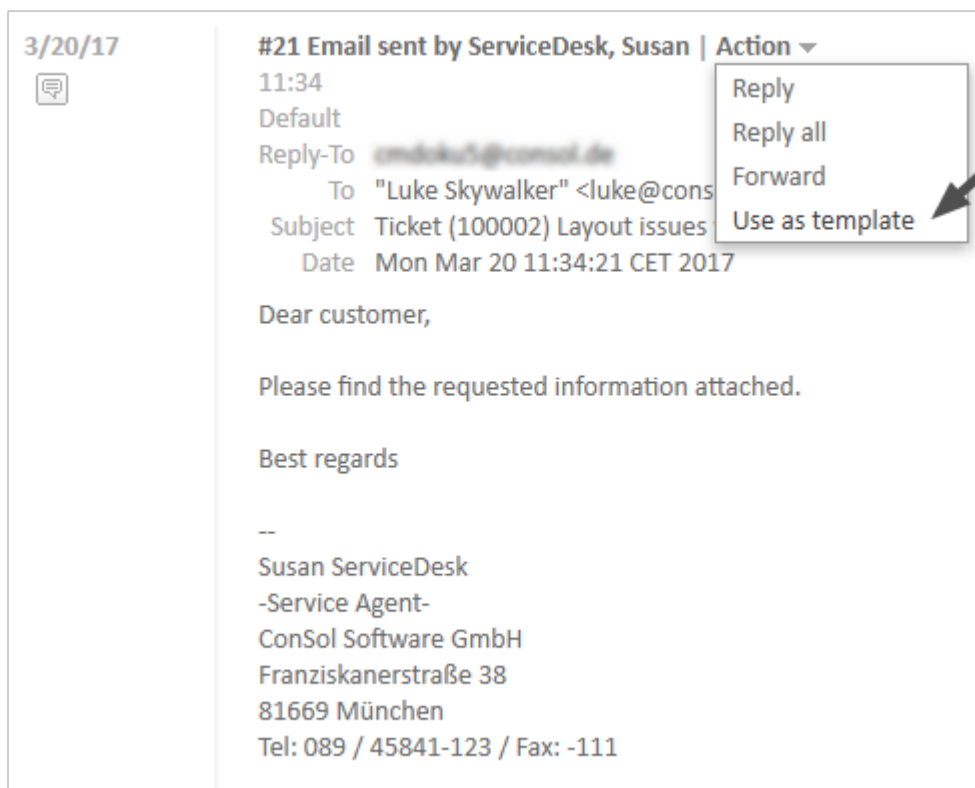 3/20/17
#21 Email sent by ServiceDesk, Susan | Action
11:34
Default
Reply-To
To "Luke Skywalker" <luke@cons
Subject Ticket (100002) Layout issues
Date Mon Mar 20 11:34:21 CET 2017
Reply
Reply all
Forward
Use as template
Dear customer,
Please find the requested information attached.
Best regards
--
Susan ServiceDesk
-Service Agent-
ConSol Software GmbH
Franziskanerstraße 38
81669 München
Tel: 089 / 45841-123 / Fax: -111